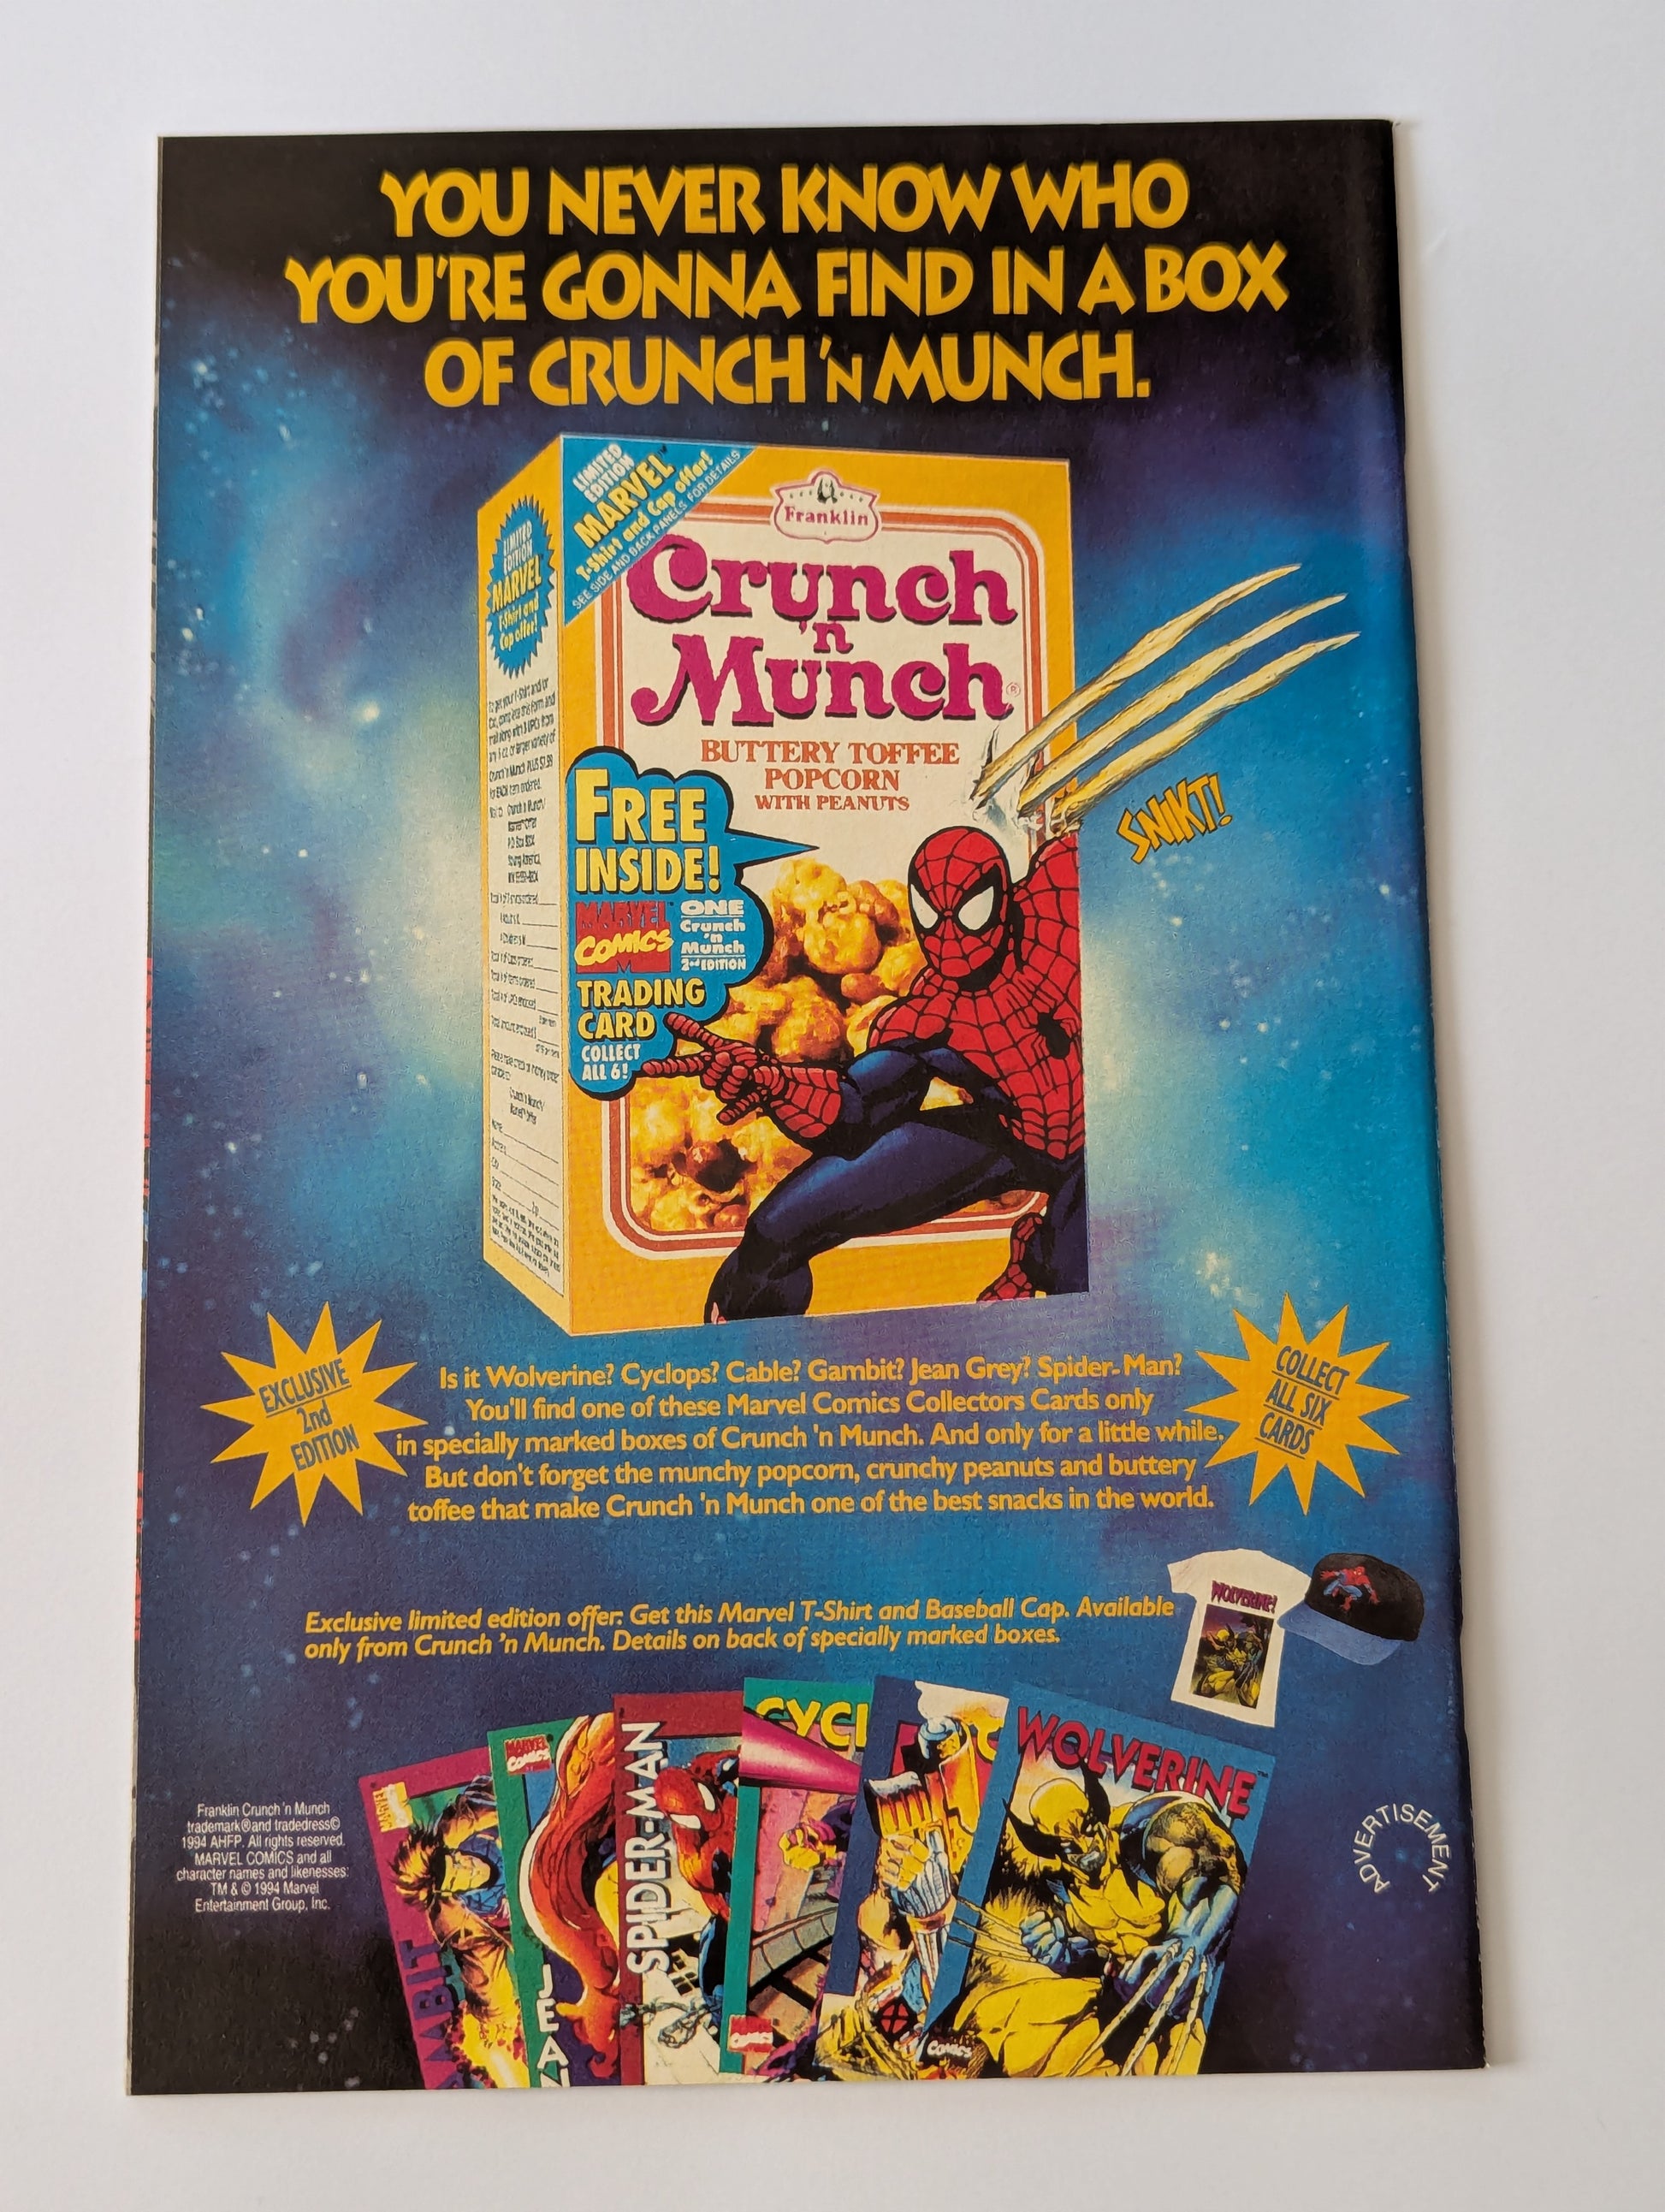 YOU NEVER KNOW WHO
YOU'RE GONNA FIND IN A BOX
OF CRUNCH 'N MUNCH.
LIMITED
EDITION
MARVEL™
T-Shirt and Cap offer!
SEE SIDE AND BACK PANELS FOR DETAILS
Franklin
Crunch
'n
Munch®
BUTTERY TOFFEE
POPCORN
WITH PEANUTS
LIMITED
EDITION
MARVEL
T-Shirt and
Cap offer!
FREE
INSIDE!
MARVEL
COMICS
ONE
Crunch
'n
Munch
2nd EDITION
TRADING
CARD
COLLECT
ALL 6!
SNIKT!
EXCLUSIVE
2nd
EDITION
Is it Wolverine? Cyclops? Cable? Gambit? Jean Grey? Spider-Man?
You'll find one of these Marvel Comics Collectors Cards only
in specially marked boxes of Crunch 'n Munch. And only for a little while.
But don't forget the munchy popcorn, crunchy peanuts and buttery
toffee that make Crunch 'n Munch one of the best snacks in the world.
COLLECT
ALL SIX
CARDS
Exclusive limited edition offer: Get this Marvel T-Shirt and Baseball Cap. Available
only from Crunch 'n Munch. Details on back of specially marked boxes.
WOLVERINE!
MARVEL
MBIT
MARVEL
COMICS
JEA
SPIDER-MAN
CYCL
COMICS
WOLVERINE™
COMICS
Franklin Crunch 'n Munch
trademark® and tradedress©
1994 AHFP. All rights reserved.
MARVEL COMICS and all
character names and likenesses:
TM & © 1994 Marvel
Entertainment Group, Inc.
ADVERTISEMENT